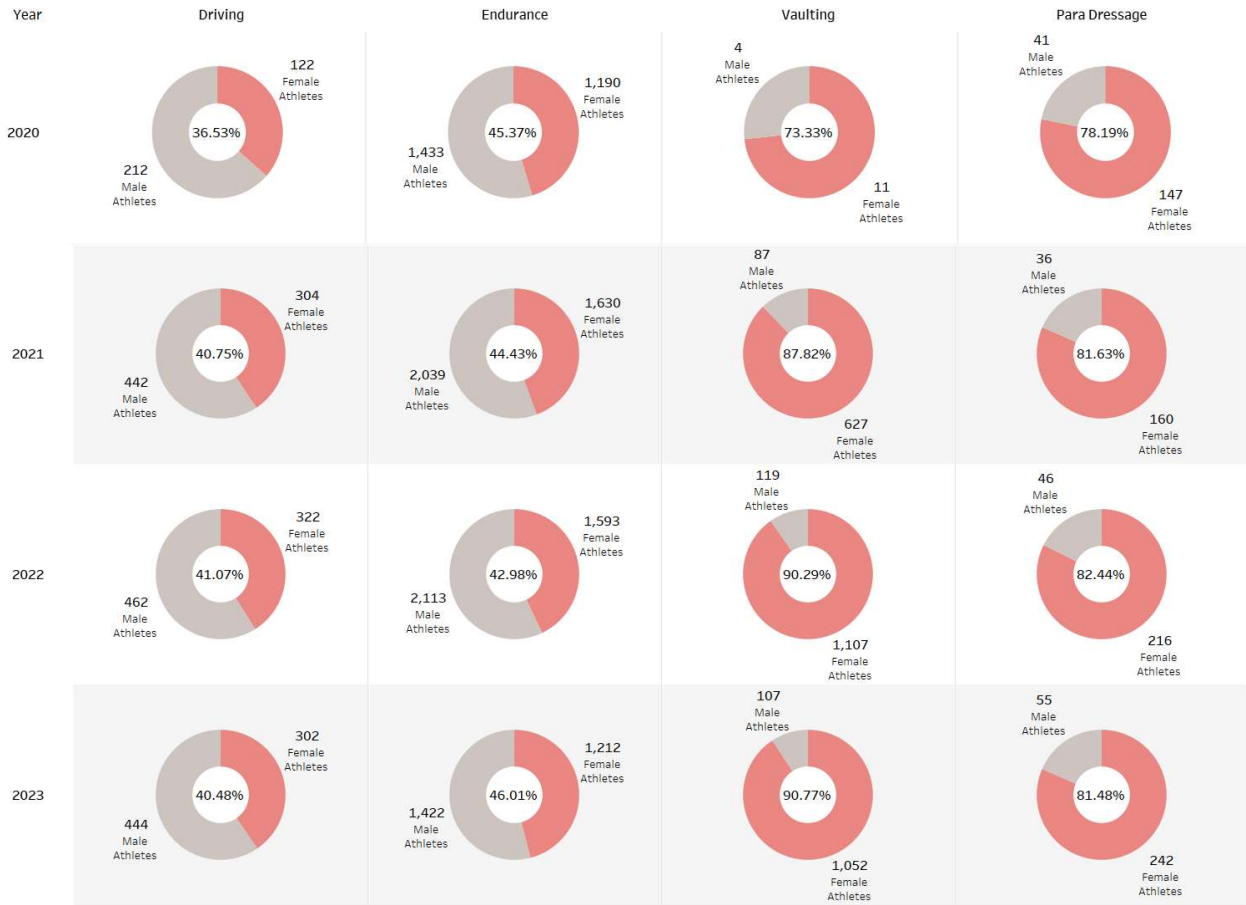 Year Driving Endurance Vaulting Para Dressage
2020
122
Female
Athletes
36.53%
212
Male
Athletes
1,190
Female
Athletes
45.37%
1,433
Male
Athletes
4
Male
Athletes
73.33%
11
Female
Athletes
41
Male
Athletes
78.19%
147
Female
Athletes
2021
304
Female
Athletes
40.75%
442
Male
Athletes
1,630
Female
Athletes
44.43%
2,039
Male
Athletes
87
Male
Athletes
87.82%
627
Female
Athletes
36
Male
Athletes
81.63%
160
Female
Athletes
2022
322
Female
Athletes
41.07%
462
Male
Athletes
1,593
Female
Athletes
42.98%
2,113
Male
Athletes
119
Male
Athletes
90.29%
1,107
Female
Athletes
46
Male
Athletes
82.44%
216
Female
Athletes
2023
302
Female
Athletes
40.48%
444
Male
Athletes
1,212
Female
Athletes
46.01%
1,422
Male
Athletes
107
Male
Athletes
90.77%
1,052
Female
Athletes
55
Male
Athletes
81.48%
242
Female
Athletes